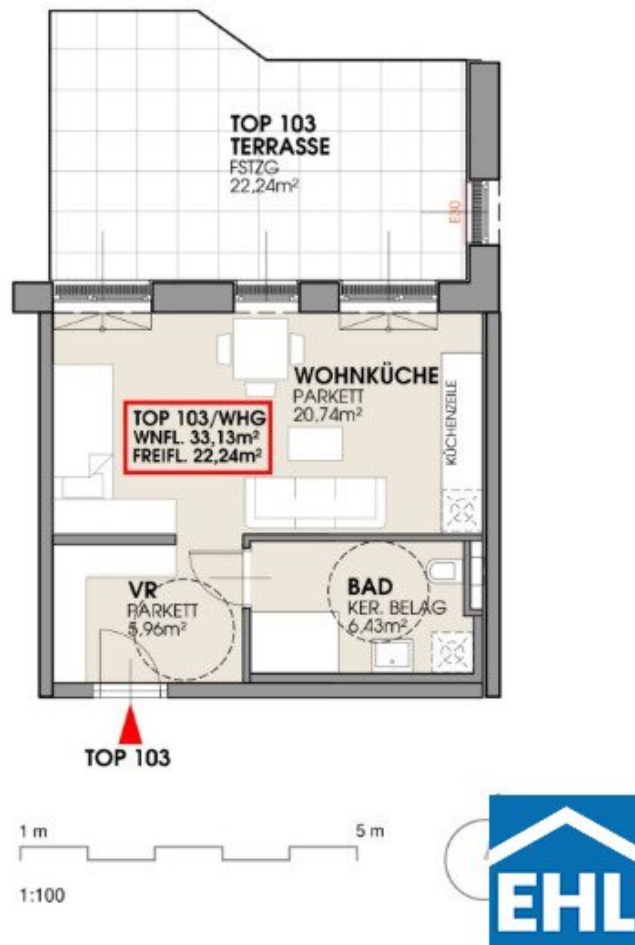 TOP 103
TERRASSE
FSTZG
22,24m²
E30
WOHNKÜCHE
PARKETT
20,74m²
KÜCHENZEILE
TOP 103/WHG
WNFL. 33,13m²
FREIFL. 22,24m²
VR
PARKETT
5,96m²
BAD
KER. BELAG
6,43m²
TOP 103
1 m
5 m
1:100
EHL